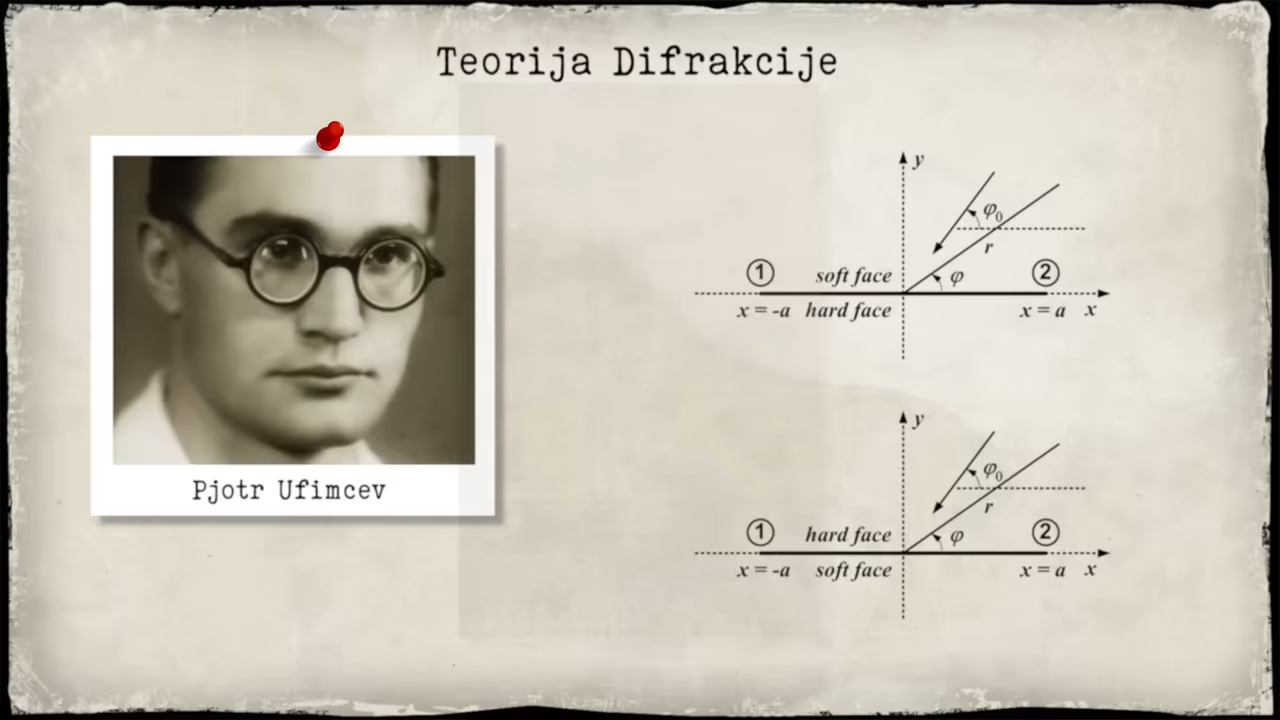 Teorija Difrakcije
Pjotr Ufimcev
y
φ₀
r
① soft face φ ②
x = -a hard face x = a x
y
φ₀
r
① hard face φ ②
x = -a soft face x = a x